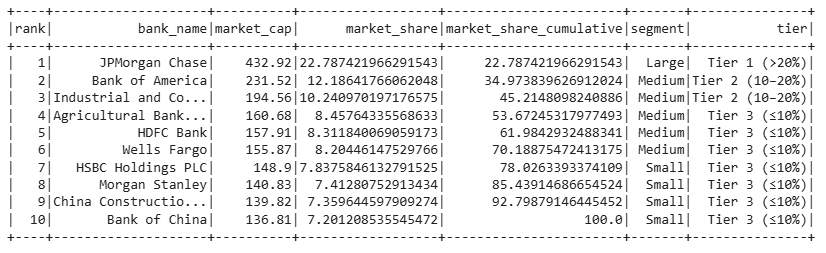 +----+--------------------+----------+------------------+-----------------------+-------+---------------+
|rank|           bank_name|market_cap|      market_share|market_share_cumulative|segment|           tier|
+----+--------------------+----------+------------------+-----------------------+-------+---------------+
|   1|      JPMorgan Chase|    432.92|22.787421966291543|     22.787421966291543|  Large|  Tier 1 (>20%)|
|   2|     Bank of America|    231.52| 12.18641766062048|     34.973839626912024| Medium|Tier 2 (10–20%)|
|   3|Industrial and Co...|    194.56|10.240970197176575|       45.2148098240886| Medium|Tier 2 (10–20%)|
|   4|Agricultural Bank...|    160.68|  8.45764335568633|      53.67245317977493| Medium|  Tier 3 (≤10%)|
|   5|           HDFC Bank|    157.91| 8.311840069059173|       61.9842932488341| Medium|  Tier 3 (≤10%)|
|   6|         Wells Fargo|    155.87|  8.20446147529766|      70.18875472413175| Medium|  Tier 3 (≤10%)|
|   7|   HSBC Holdings PLC|     148.9|7.8375846132791525|       78.0263393374109|  Small|  Tier 3 (≤10%)|
|   8|      Morgan Stanley|    140.83|  7.41280752913434|      85.43914686654524|  Small|  Tier 3 (≤10%)|
|   9|China Constructio...|    139.82| 7.359644597909274|      92.79879146445452|  Small|  Tier 3 (≤10%)|
|  10|       Bank of China|    136.81| 7.201208535545472|                  100.0|  Small|  Tier 3 (≤10%)|
+----+--------------------+----------+------------------+-----------------------+-------+---------------+